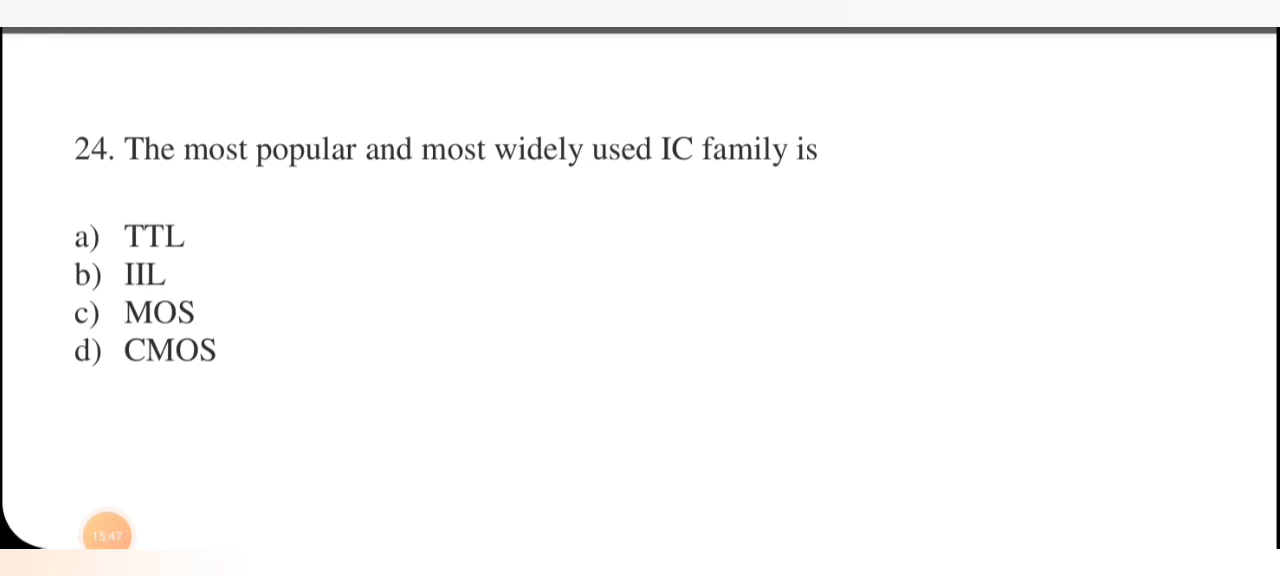 24. The most popular and most widely used IC family is
a) TTL
b) IIL
c) MOS
d) CMOS
15:47